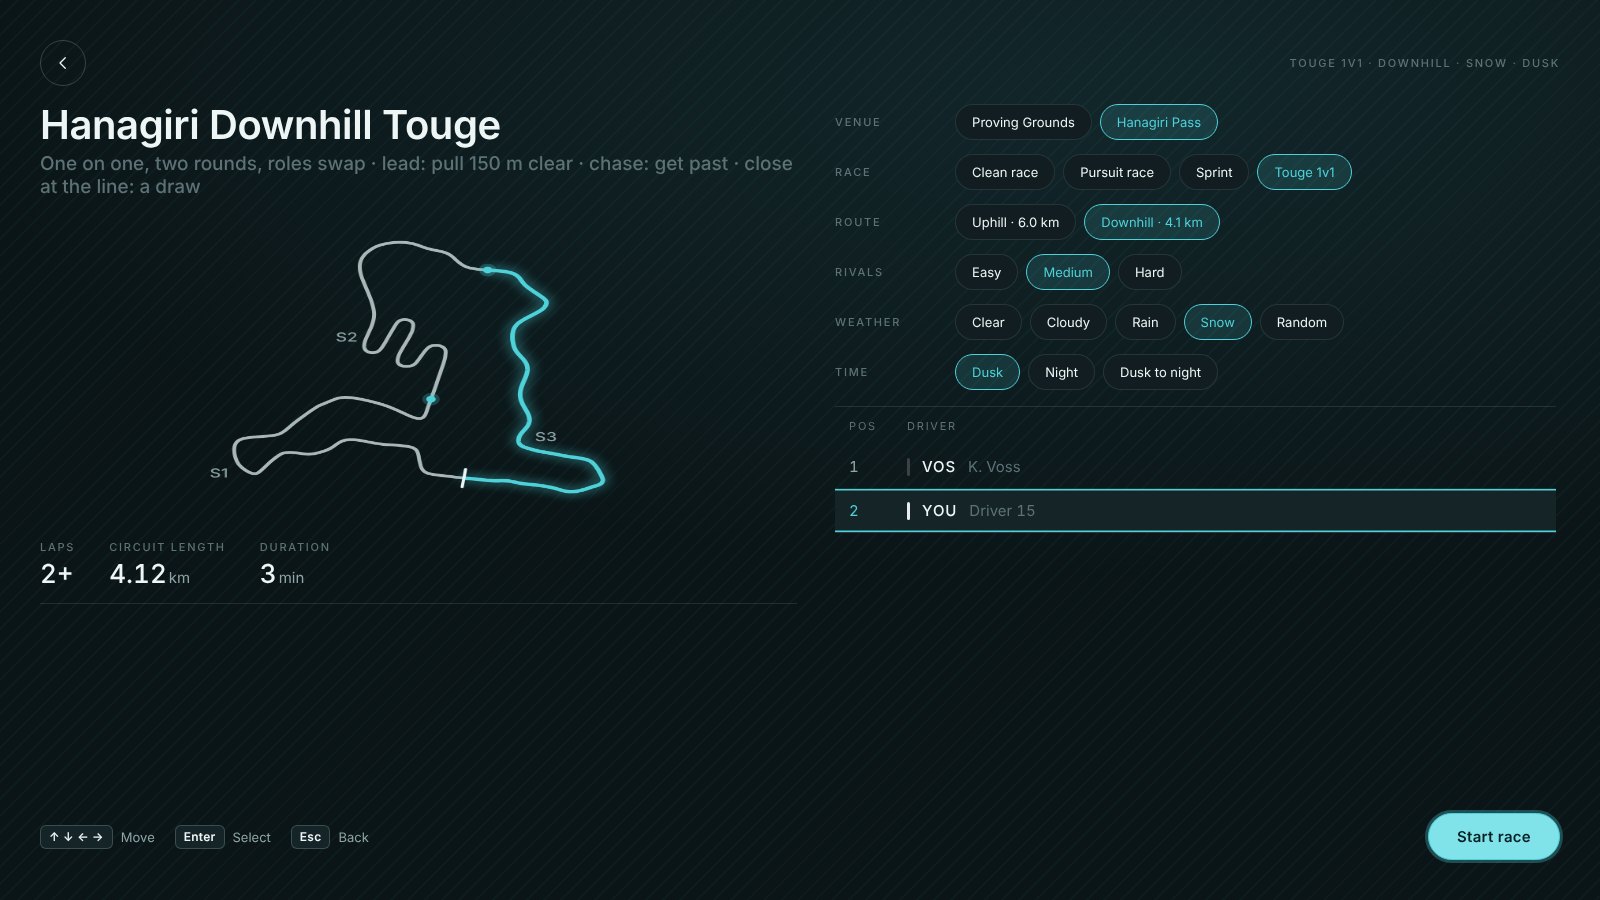 TOUGE 1V1 · DOWNHILL · SNOW · DUSK
Hanagiri Downhill Touge
One on one, two rounds, roles swap · lead: pull 150 m clear · chase: get past · close
at the line: a draw
S2
S3
S1
LAPS CIRCUIT LENGTH DURATION
2+ 4.12 km 3 min
VENUE Proving Grounds Hanagiri Pass
RACE Clean race Pursuit race Sprint Touge 1v1
ROUTE Uphill · 6.0 km Downhill · 4.1 km
RIVALS Easy Medium Hard
WEATHER Clear Cloudy Rain Snow Random
TIME Dusk Night Dusk to night
POS DRIVER
1 VOS K. Voss
2 YOU Driver 15
↑ ↓ ← → Move Enter Select Esc Back
Start race